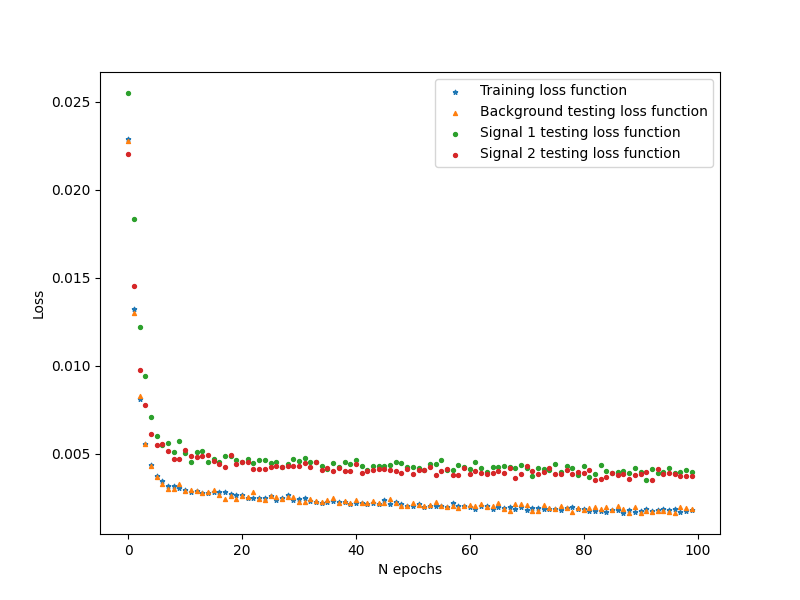 Training loss function
Background testing loss function
Signal 1 testing loss function
Signal 2 testing loss function
0.025
0.020
0.015
0.010
0.005
Loss
0 20 40 60 80 100
N epochs